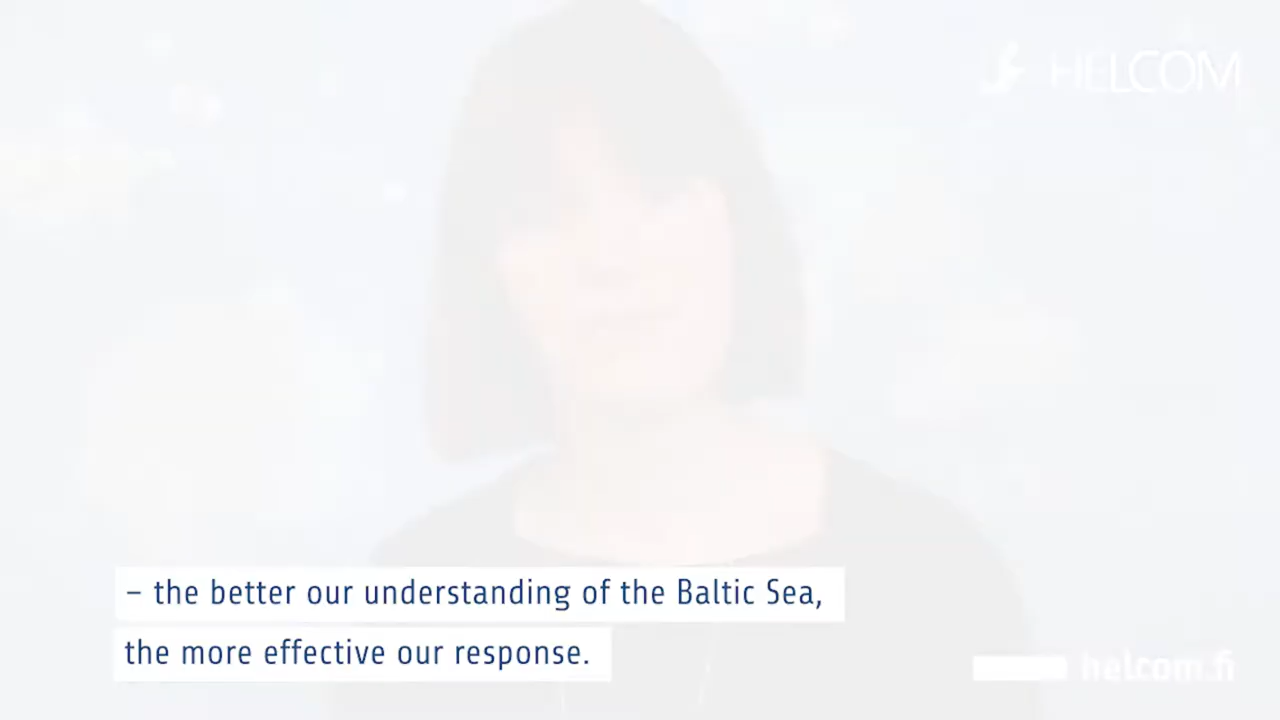 HELCOM
– the better our understanding of the Baltic Sea,
the more effective our response.
helcom.fi